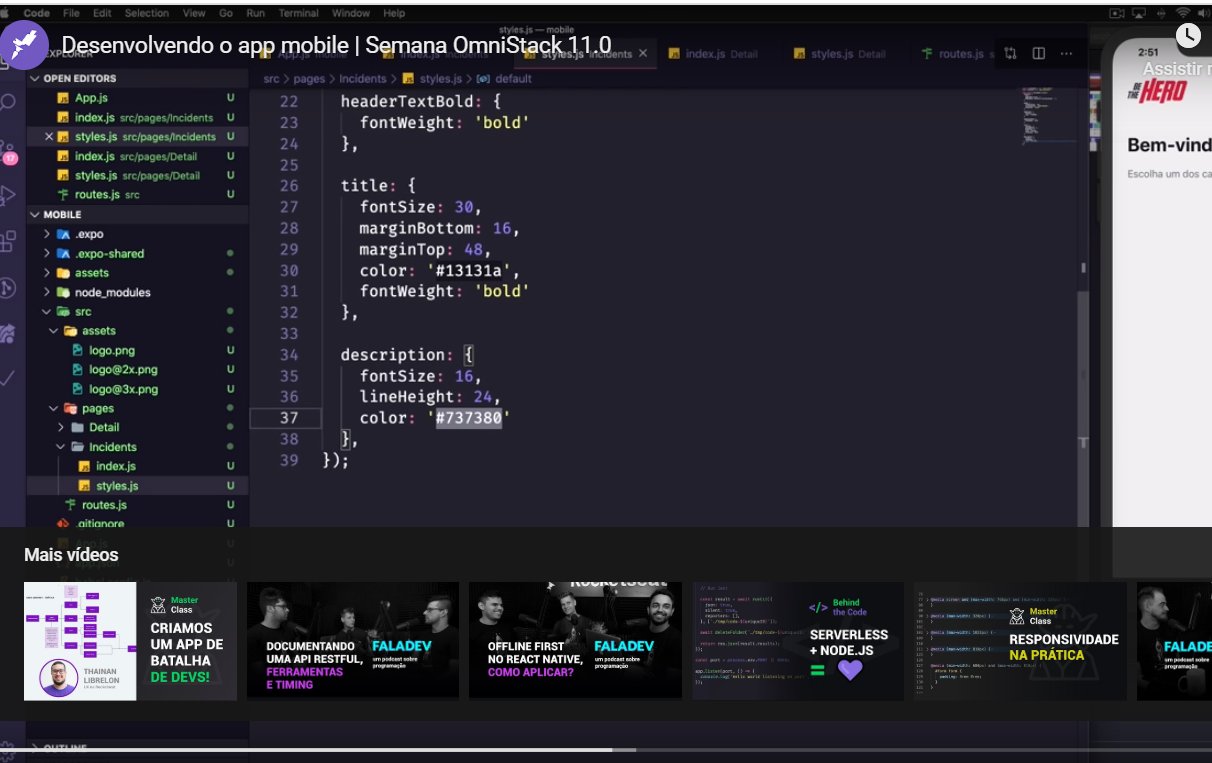 Code File Edit Selection View Go Run Terminal Window Help
styles.js — mobile
Desenvolvendo o app mobile | Semana OmniStack 11.0
EXPLORER
styles.js Incidents
index.js Detail
styles.js Detail
routes.js s
OPEN EDITORS
App.js U
index.js src/pages/Incidents U
styles.js src/pages/Incidents U
index.js src/pages/Detail U
styles.js src/pages/Detail U
routes.js src U
17
MOBILE
.expo
.expo-shared
assets
node_modules
src
assets
logo.png U
logo@2x.png U
logo@3x.png U
pages
Detail
Incidents
index.js U
styles.js U
routes.js U
.gitignore U
App.js U
OUTLINE
src > pages > Incidents > styles.js > default
22 headerTextBold: {
23 fontWeight: 'bold'
24 },
25
26 title: {
27 fontSize: 30,
28 marginBottom: 16,
29 marginTop: 48,
30 color: '#13131a',
31 fontWeight: 'bold'
32 },
33
34 description: {
35 fontSize: 16,
36 lineHeight: 24,
37 color: '#737380'
38 },
39 });
2:51
Assistir m
BE
THE HERO
Bem-vind
Escolha um dos ca
Mais vídeos
Master
Class
CRIAMOS
UM APP DE
BATALHA
DE DEVS!
THAINAN
LIBRELON
DOCUMENTANDO
UMA API RESTFUL,
FERRAMENTAS
E TIMING
FALADEV
um podcast sobre
programação
Rocketseat
OFFLINE FIRST
NO REACT NATIVE,
COMO APLICAR?
FALADEV
um podcast sobre
programação
</> Behind
the Code
SERVERLESS
+ NODE.JS
=
Master
Class
RESPONSIVIDADE
NA PRÁTICA
FALADE
um podcast sobre
programação